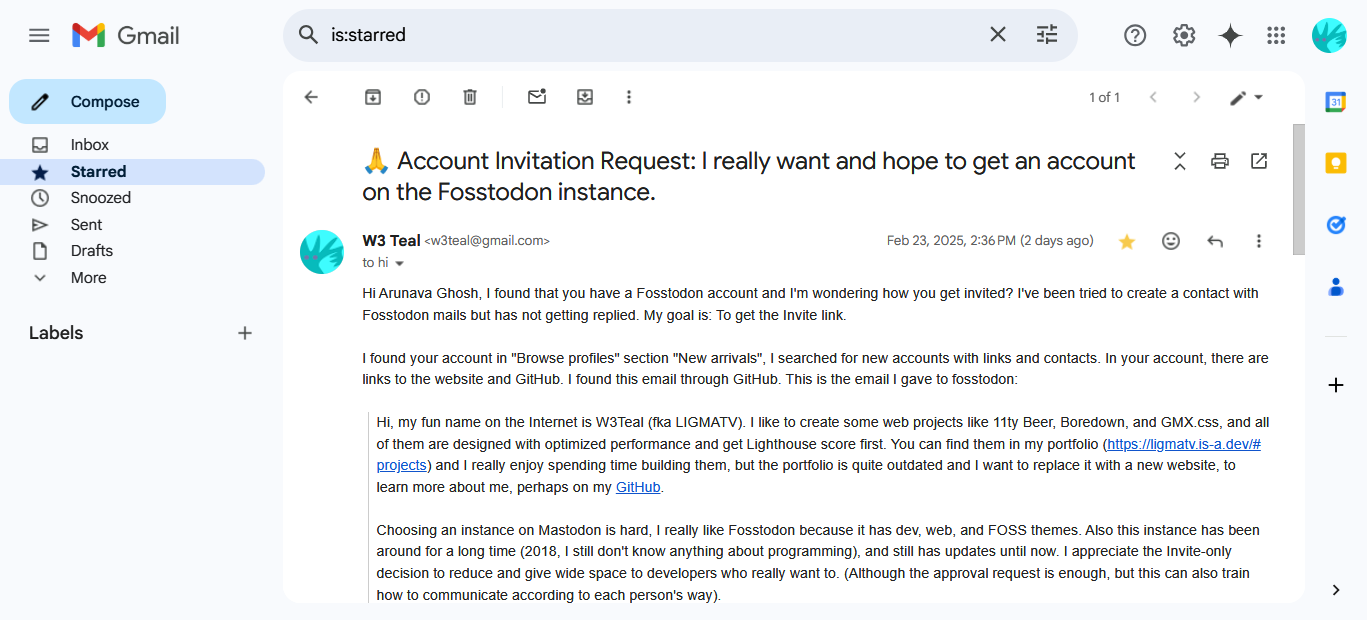 Gmail
is:starred
Compose
Inbox
Starred
Snoozed
Sent
Drafts
More
Labels
1 of 1
31
🙏 Account Invitation Request: I really want and hope to get an account
on the Fosstodon instance.
W3 Teal <w3teal@gmail.com>
Feb 23, 2025, 2:36 PM (2 days ago)
to hi
Hi Arunava Ghosh, I found that you have a Fosstodon account and I'm wondering how you get invited? I've been tried to create a contact with
Fosstodon mails but has not getting replied. My goal is: To get the Invite link.
I found your account in "Browse profiles" section "New arrivals", I searched for new accounts with links and contacts. In your account, there are
links to the website and GitHub. I found this email through GitHub. This is the email I gave to fosstodon:
Hi, my fun name on the Internet is W3Teal (fka LIGMATV). I like to create some web projects like 11ty Beer, Boredown, and GMX.css, and all
of them are designed with optimized performance and get Lighthouse score first. You can find them in my portfolio (https://ligmatv.is-a.dev/#
projects) and I really enjoy spending time building them, but the portfolio is quite outdated and I want to replace it with a new website, to
learn more about me, perhaps on my GitHub.
Choosing an instance on Mastodon is hard, I really like Fosstodon because it has dev, web, and FOSS themes. Also this instance has been
around for a long time (2018, I still don't know anything about programming), and still has updates until now. I appreciate the Invite-only
decision to reduce and give wide space to developers who really want to. (Although the approval request is enough, but this can also train
how to communicate according to each person's way).